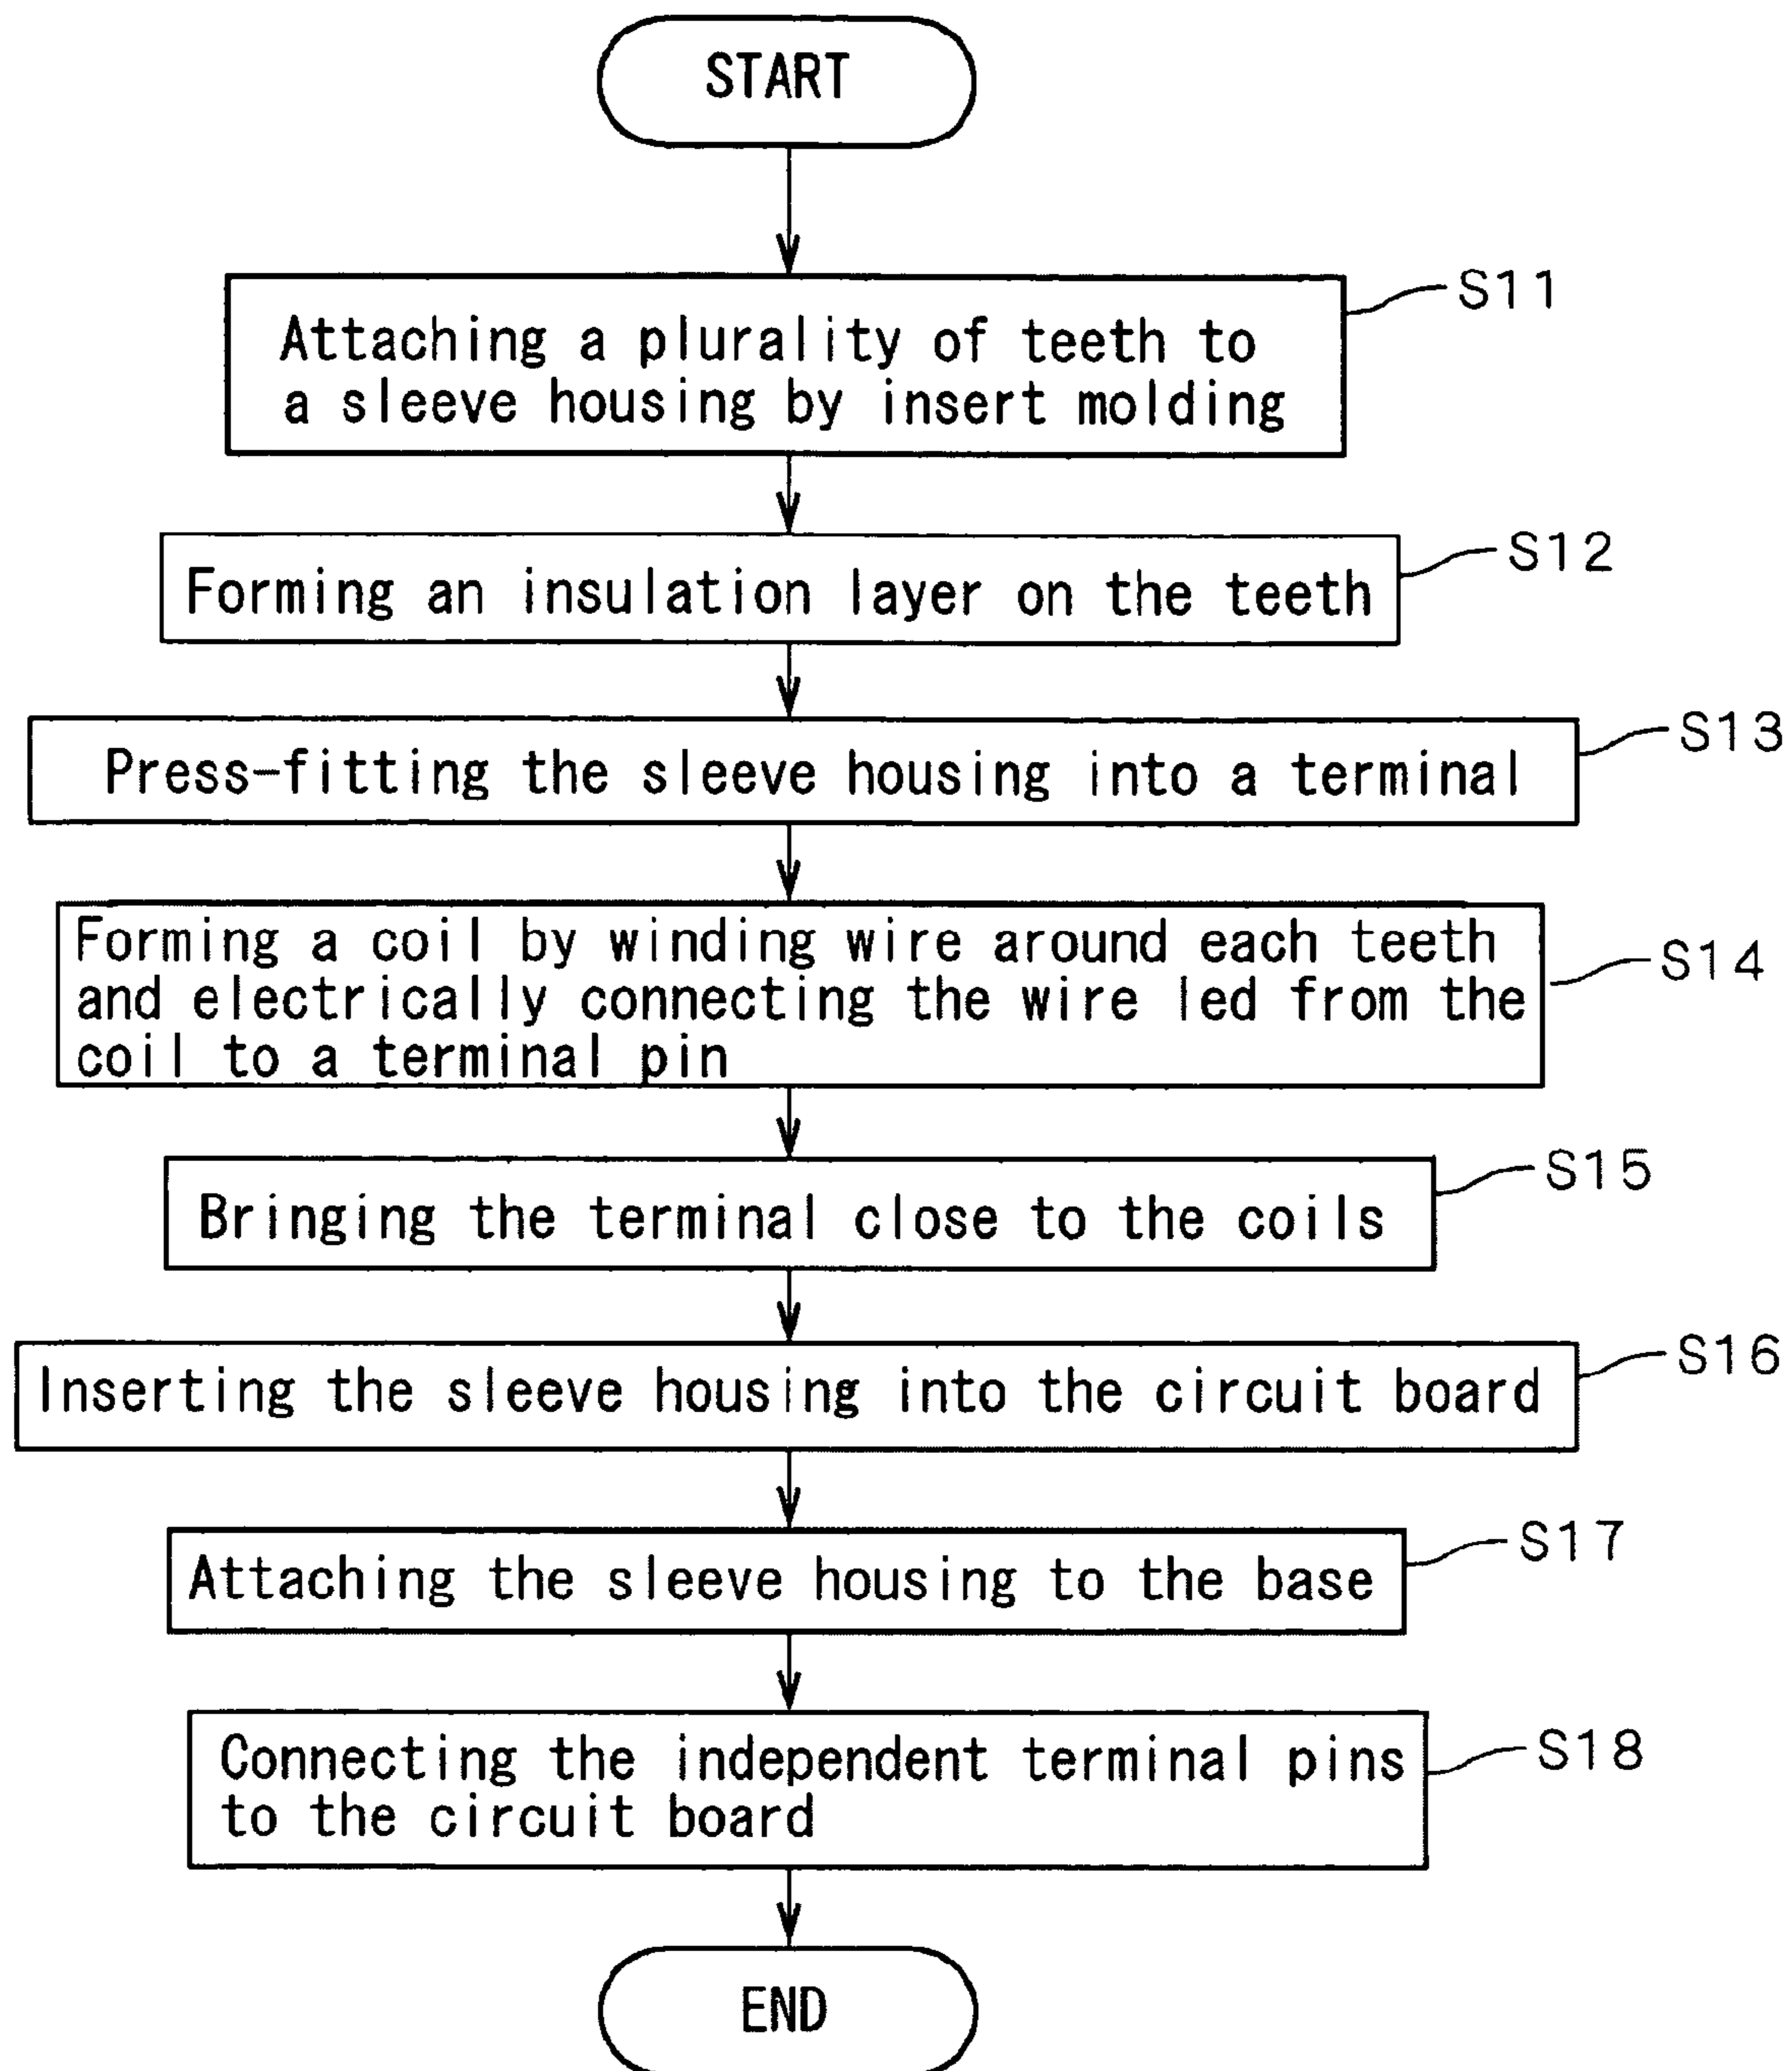 START
S11
Attaching a plurality of teeth to
a sleeve housing by insert molding
S12
Forming an insulation layer on the teeth
S13
Press-fitting the sleeve housing into a terminal
S14
Forming a coil by winding wire around each teeth
and electrically connecting the wire led from the
coil to a terminal pin
S15
Bringing the terminal close to the coils
S16
Inserting the sleeve housing into the circuit board
S17
Attaching the sleeve housing to the base
S18
Connecting the independent terminal pins
to the circuit board
END